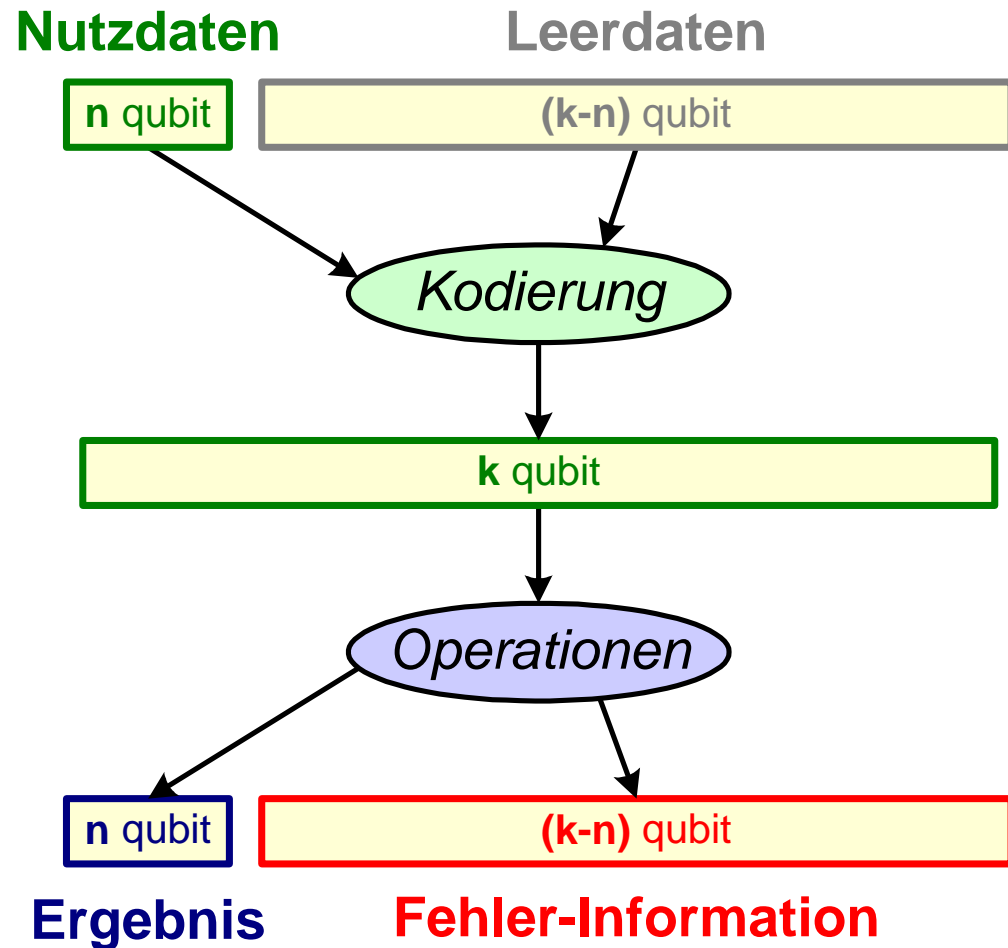 Nutzdaten Leerdaten
n qubit (k-n) qubit
Kodierung
k qubit
Operationen
n qubit (k-n) qubit
Ergebnis Fehler-Information